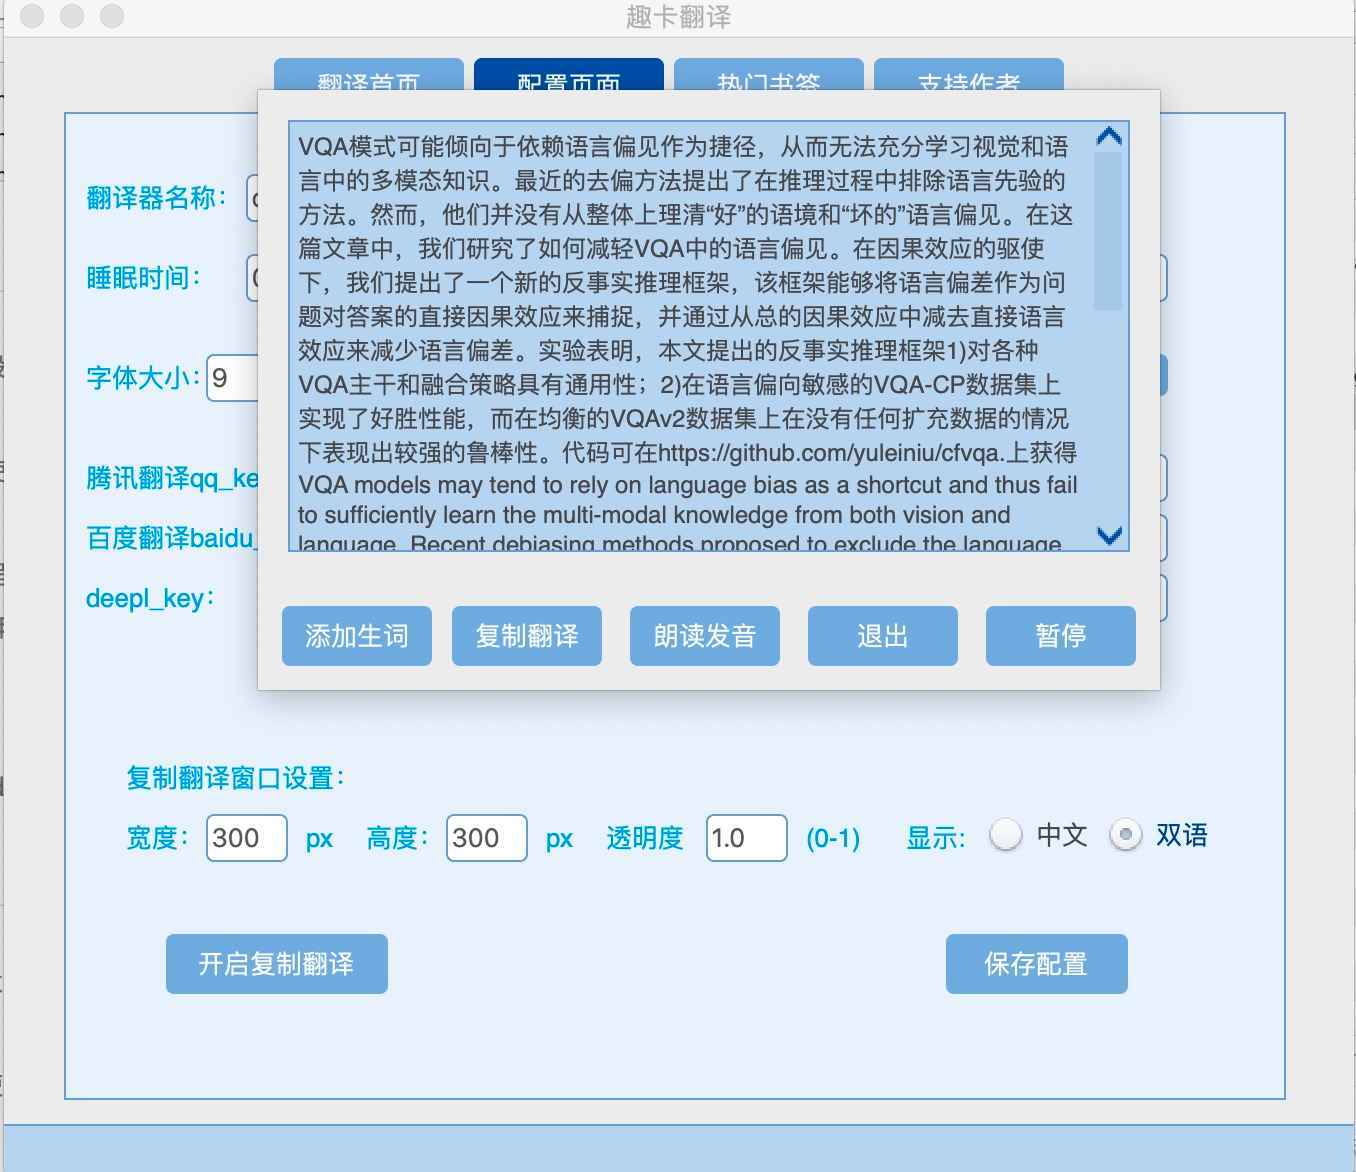 趣卡翻译
翻译首页
配置页面
热门书签
支持作者
VQA模式可能倾向于依赖语言偏见作为捷径，从而无法充分学习视觉和语
言中的多模态知识。最近的去偏方法提出了在推理过程中排除语言先验的
方法。然而，他们并没有从整体上理清“好”的语境和“坏的”语言偏见。在这
篇文章中，我们研究了如何减轻VQA中的语言偏见。在因果效应的驱使
下，我们提出了一个新的反事实推理框架，该框架能够将语言偏差作为问
题对答案的直接因果效应来捕捉，并通过从总的因果效应中减去直接语言
效应来减少语言偏差。实验表明，本文提出的反事实推理框架1)对各种
VQA主干和融合策略具有通用性；2)在语言偏向敏感的VQA-CP数据集上
实现了好胜性能，而在均衡的VQAv2数据集上在没有任何扩充数据的情况
下表现出较强的鲁棒性。代码可在https://github.com/yuleiniu/cfvqa.上获得
VQA models may tend to rely on language bias as a shortcut and thus fail
to sufficiently learn the multi-modal knowledge from both vision and
language. Recent debiasing methods proposed to exclude the language
添加生词
复制翻译
朗读发音
退出
暂停
翻译器名称：
睡眠时间：
字体大小：
9
腾讯翻译qq_ke
百度翻译baidu_
deepl_key：
复制翻译窗口设置：
宽度： 300 px 高度： 300 px 透明度 1.0 (0-1) 显示: 中文 双语
开启复制翻译
保存配置